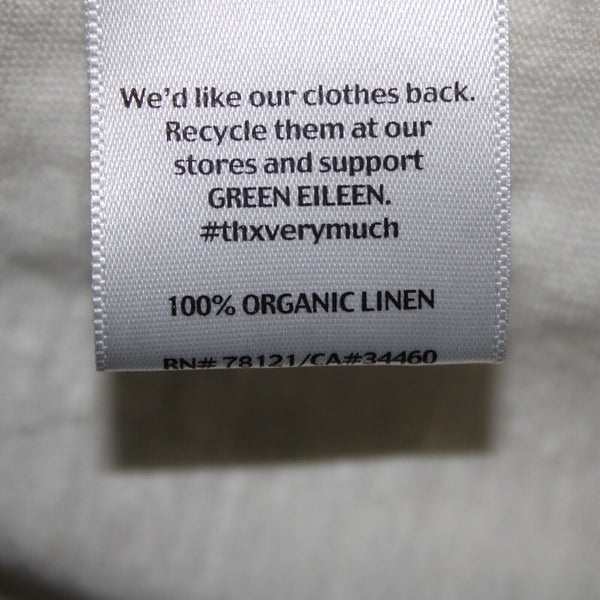 We'd like our clothes back.
Recycle them at our
stores and support
GREEN EILEEN.
#thxverymuch
100% ORGANIC LINEN
RN# 78121/CA#34460